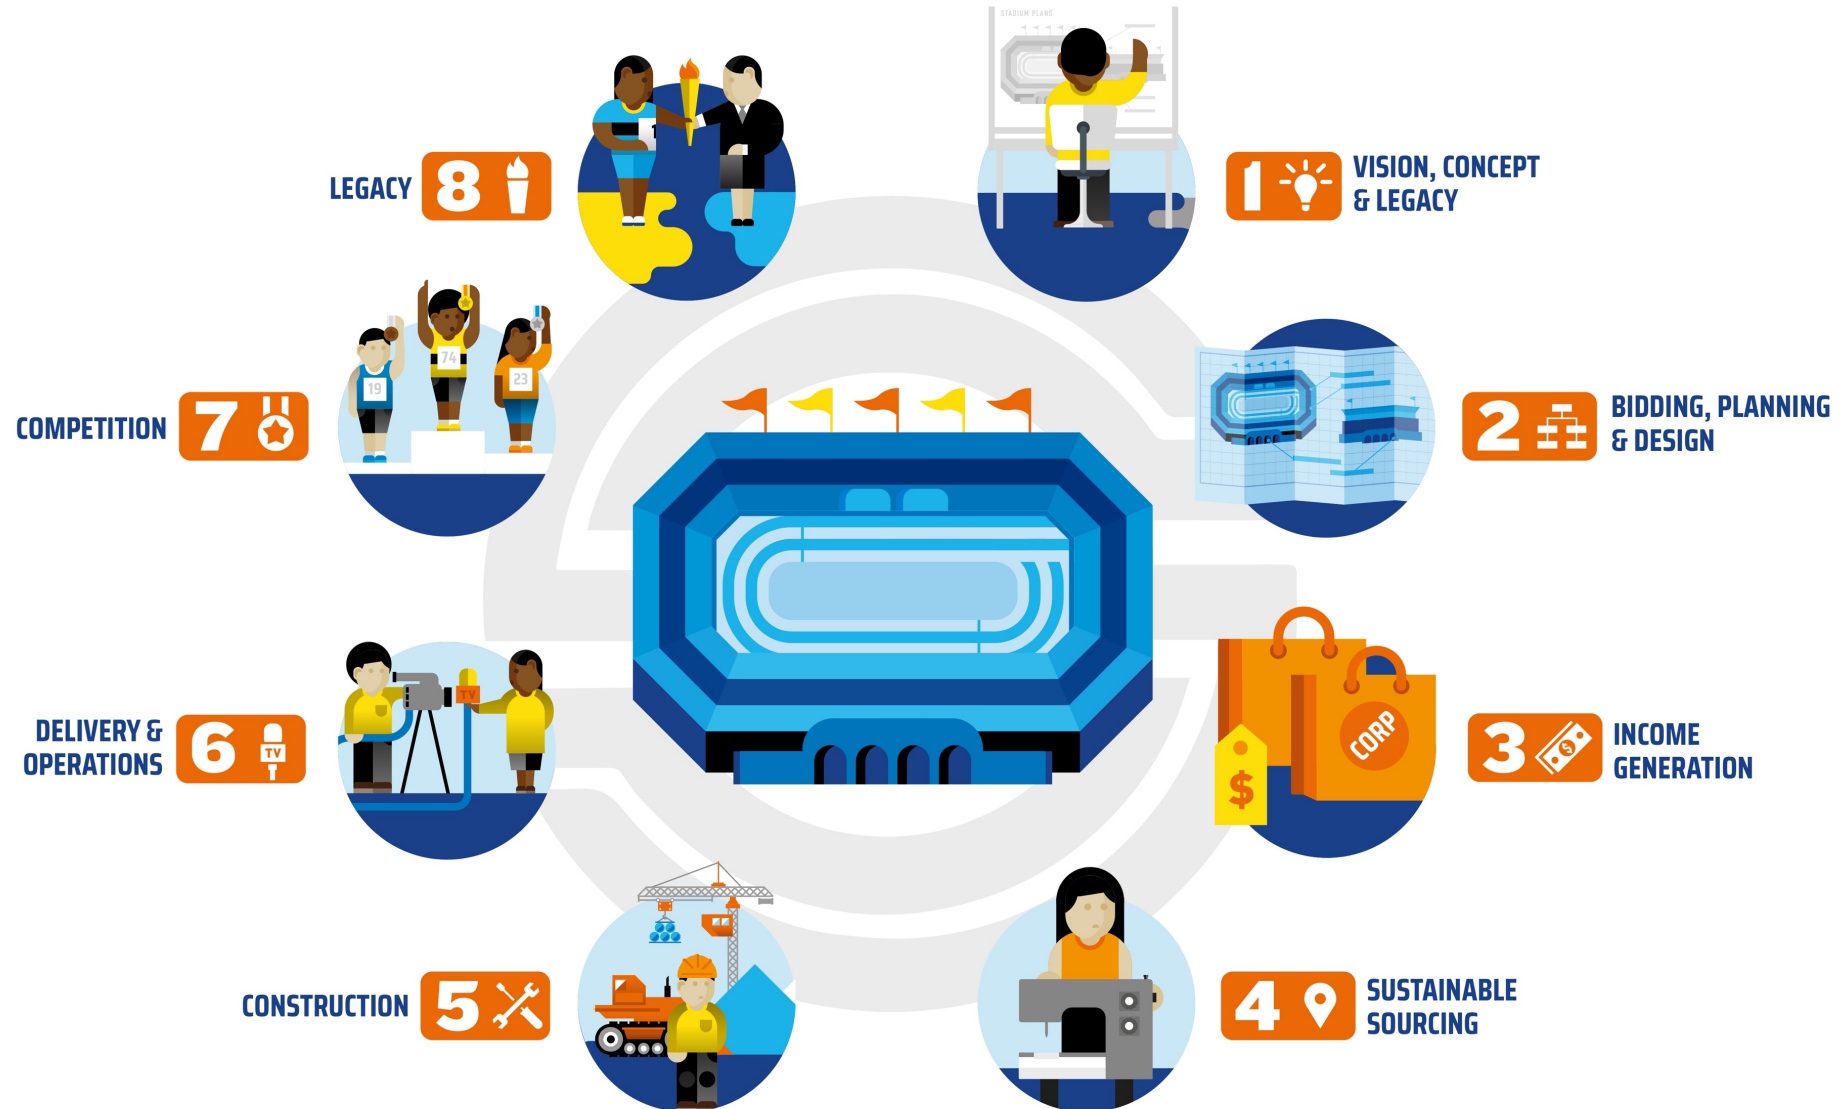 STADIUM PLANS
1
VISION, CONCEPT
& LEGACY
2
BIDDING, PLANNING
& DESIGN
$
CORP
3
$
INCOME
GENERATION
4
SUSTAINABLE
SOURCING
CONSTRUCTION
5
DELIVERY &
OPERATIONS
6
TV
TV
COMPETITION
7
19
74
23
LEGACY
8
1